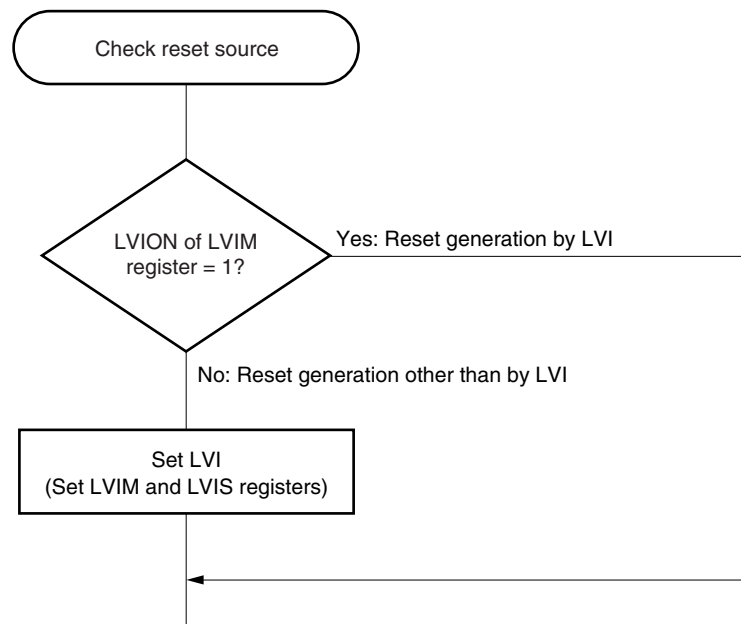 Check reset source
LVION of LVIM
register = 1?
Yes: Reset generation by LVI
No: Reset generation other than by LVI
Set LVI
(Set LVIM and LVIS registers)